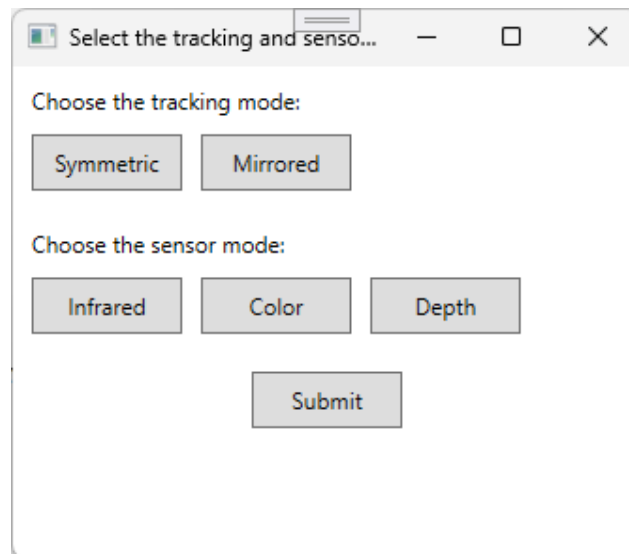 Select the tracking and senso...
Choose the tracking mode:
Symmetric Mirrored
Choose the sensor mode:
Infrared Color Depth
Submit